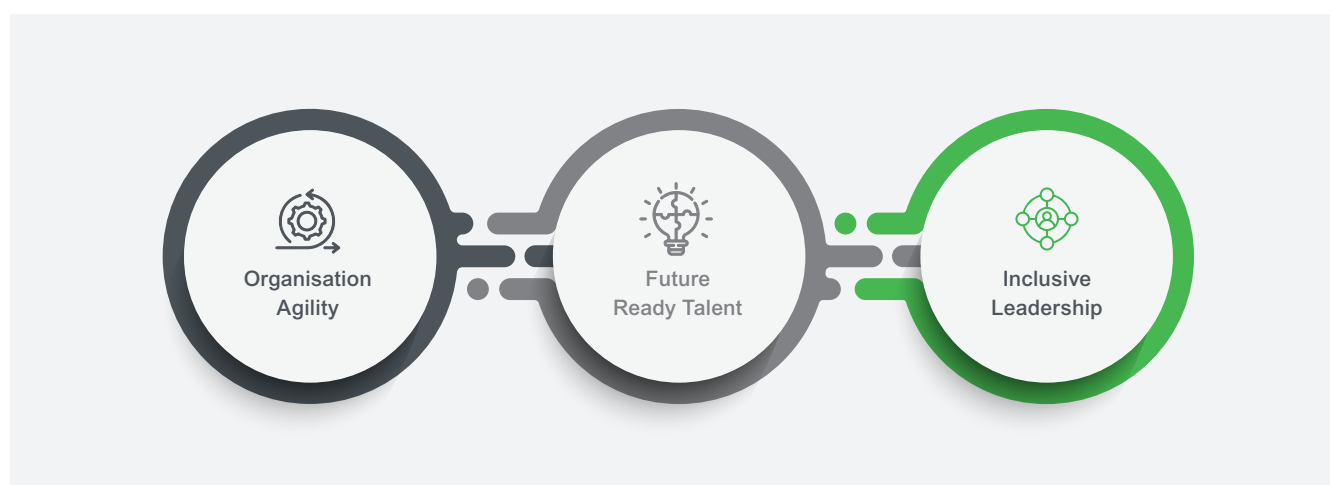 Organisation
Agility
Future
Ready Talent
Inclusive
Leadership